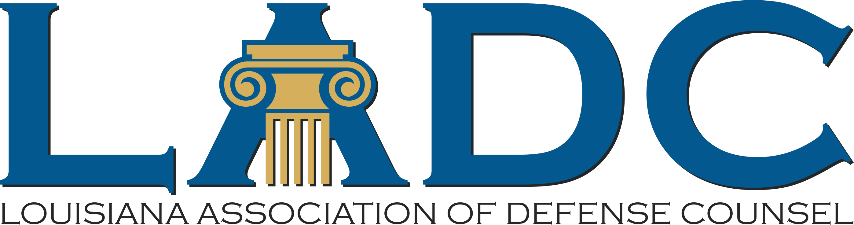 LADC
LOUISIANA ASSOCIATION OF DEFENSE COUNSEL